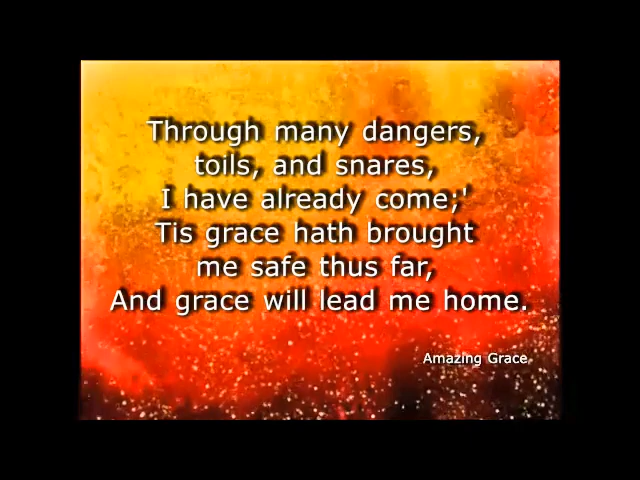 Through many dangers,
toils, and snares,
I have already come;'
Tis grace hath brought
me safe thus far,
And grace will lead me home.
Amazing Grace